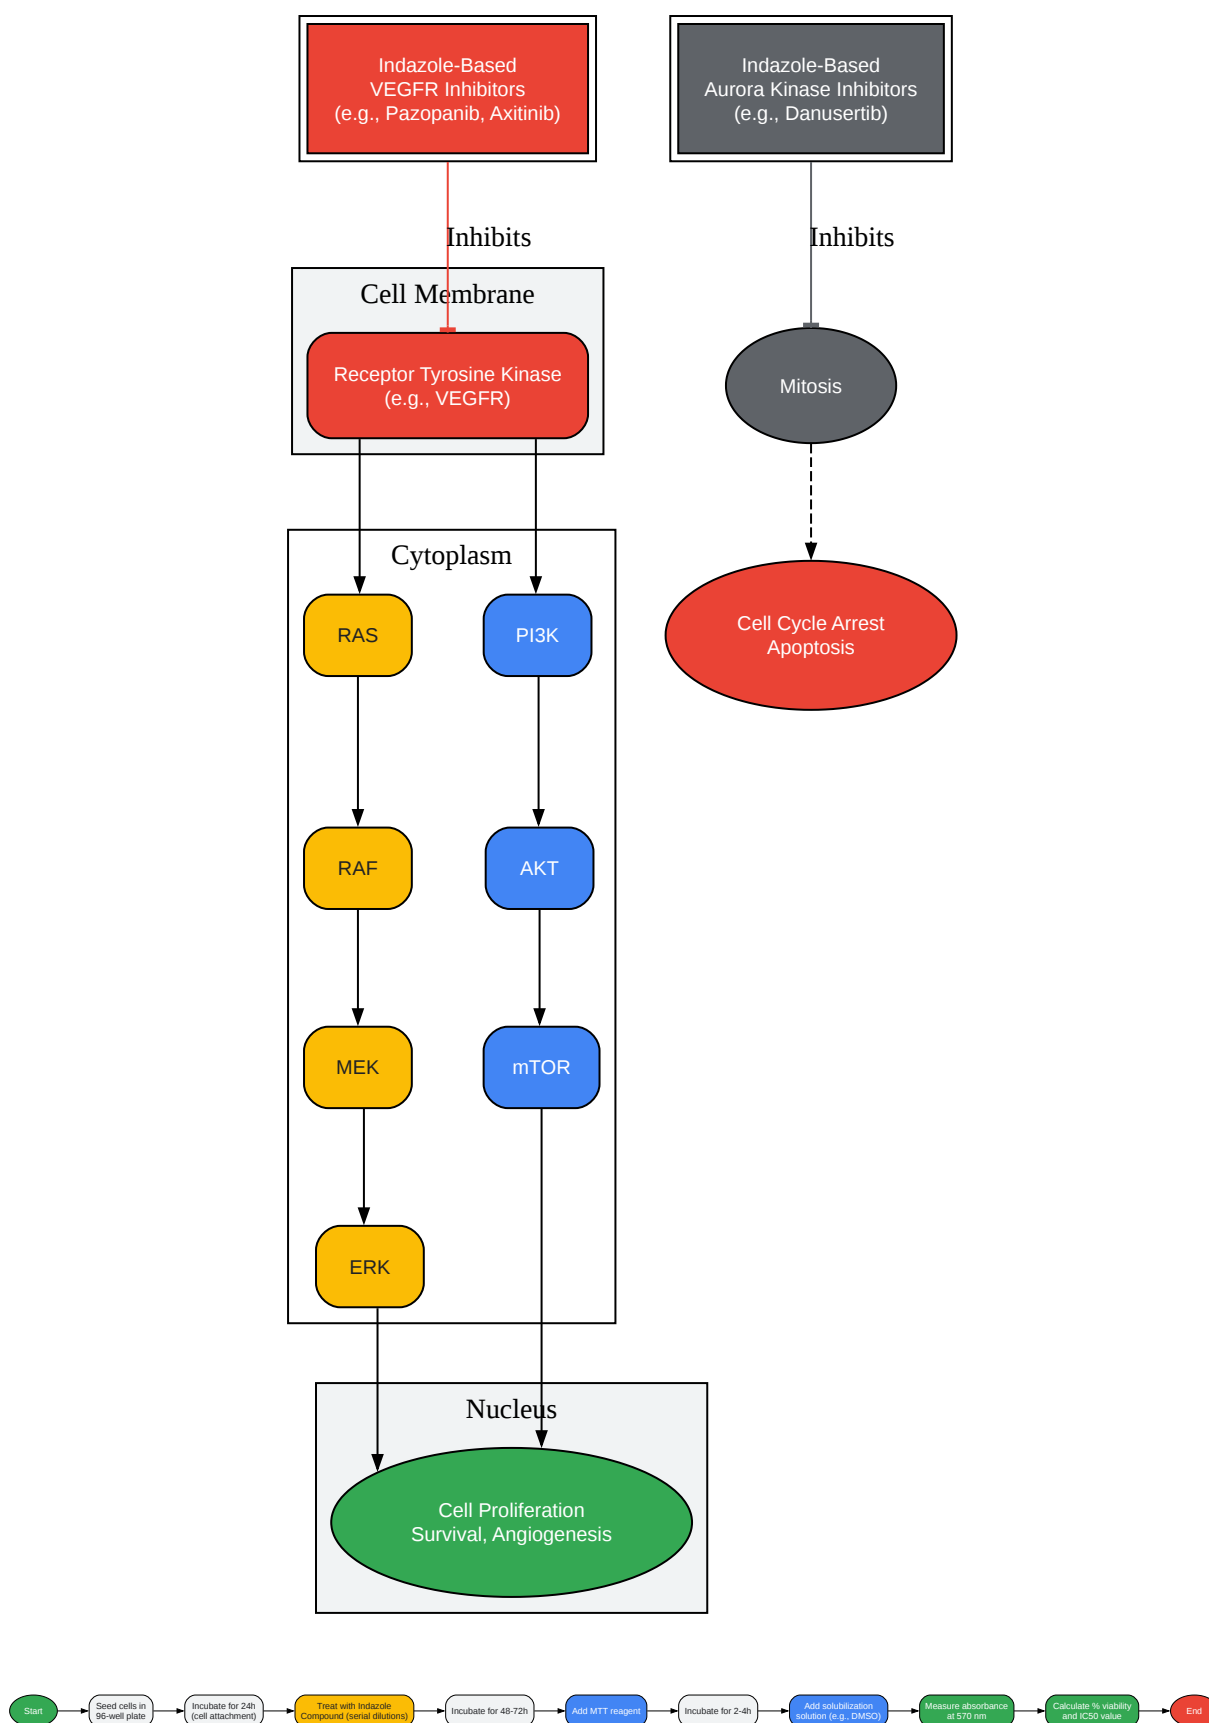 Indazole-Based
VEGFR Inhibitors
(e.g., Pazopanib, Axitinib)
Indazole-Based
Aurora Kinase Inhibitors
(e.g., Danusertib)
Inhibits
Inhibits
Cell Membrane
Receptor Tyrosine Kinase
(e.g., VEGFR)
Mitosis
Cytoplasm
RAS
PI3K
Cell Cycle Arrest
Apoptosis
RAF
AKT
MEK
mTOR
ERK
Nucleus
Cell Proliferation
Survival, Angiogenesis
Start
Seed cells in
96-well plate
Incubate for 24h
(cell attachment)
Treat with Indazole
Compound (serial dilutions)
Incubate for 48-72h
Add MTT reagent
Incubate for 2-4h
Add solubilization
solution (e.g., DMSO)
Measure absorbance
at 570 nm
Calculate % viability
and IC50 value
End